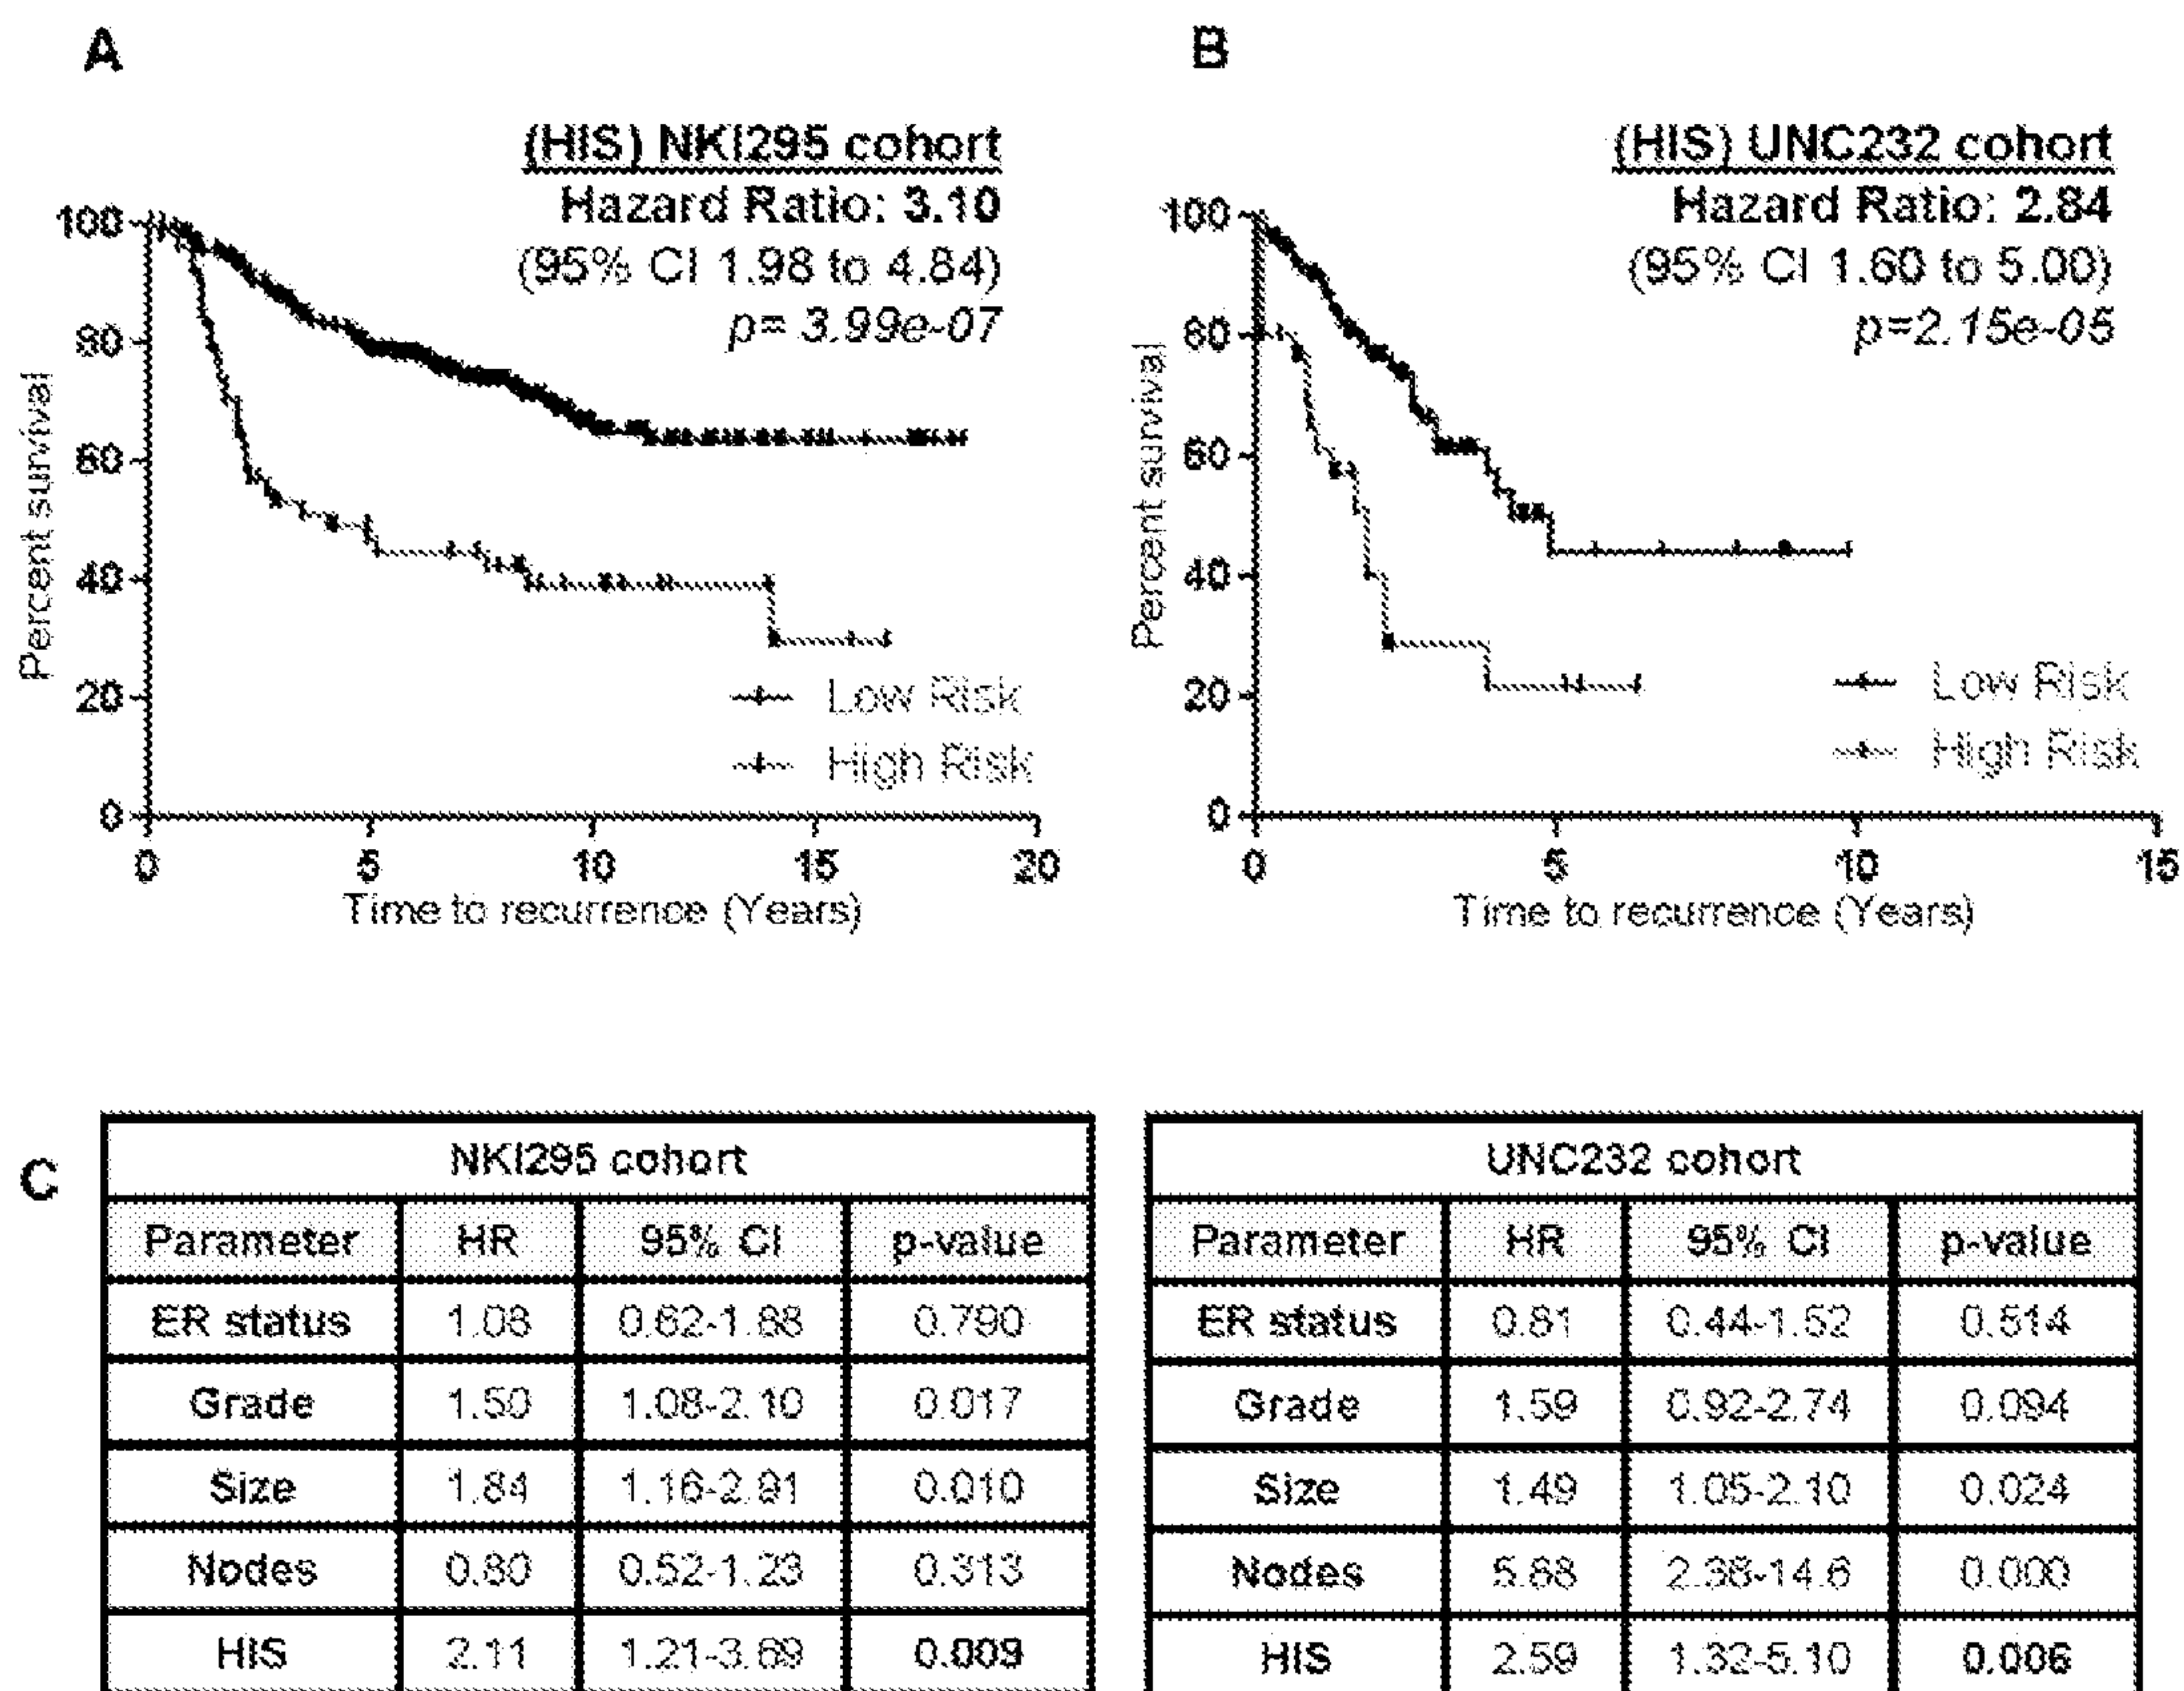 A
(HIS) NKI295 cohort
Hazard Ratio: 3.10
(95% CI 1.98 to 4.84)
p= 3.99e-07
Percent survival
100
80
60
40
20
0
0 5 10 15 20
Time to recurrence (Years)
Low Risk
High Risk
B
(HIS) UNC232 cohort
Hazard Ratio: 2.84
(95% CI 1.60 to 5.00)
p=2.15e-05
Percent survival
100
80
60
40
20
0
0 5 10 15
Time to recurrence (Years)
Low Risk
High Risk
C
NKI295 cohort
Parameter HR 95% CI p-value
ER status 1.08 0.62-1.88 0.790
Grade 1.50 1.08-2.10 0.017
Size 1.84 1.16-2.91 0.010
Nodes 0.80 0.52-1.23 0.313
HIS 2.11 1.21-3.69 0.009
UNC232 cohort
Parameter HR 95% CI p-value
ER status 0.81 0.44-1.52 0.514
Grade 1.59 0.92-2.74 0.094
Size 1.49 1.05-2.10 0.024
Nodes 5.88 2.38-14.6 0.000
HIS 2.59 1.32-5.10 0.006